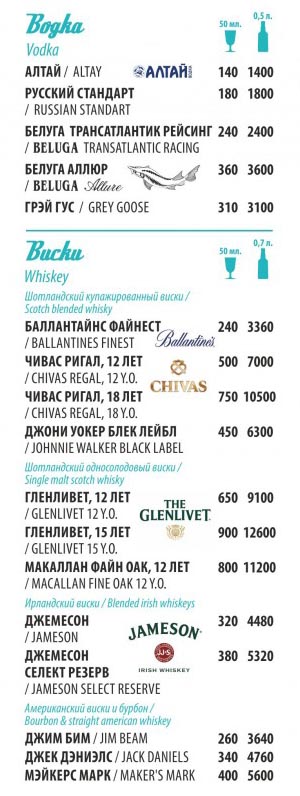 Водка
50 мл. 0,5 л.
Vodka
АЛТАЙ / ALTAY АЛТАЙ ВОДКА 140 1400
РУССКИЙ СТАНДАРТ 180 1800
/ RUSSIAN STANDART
БЕЛУГА ТРАНСАТЛАНТИК РЕЙСИНГ 240 2400
/ BELUGA TRANSATLANTIC RACING
БЕЛУГА АЛЛЮР 360 3600
/ BELUGA Allure
ГРЭЙ ГУС / GREY GOOSE 310 3100
Виски
50 мл. 0,7 л.
Whiskey
Шотландский купажированный виски /
Scotch blended whisky
БАЛЛАНТАЙНС ФАЙНЕСТ 240 3360
/ BALLANTINES FINEST Ballantine's
ЧИВАС РИГАЛ, 12 ЛЕТ 500 7000
/ CHIVAS REGAL, 12 Y.O.
CHIVAS
ЧИВАС РИГАЛ, 18 ЛЕТ 750 10500
/ CHIVAS REGAL, 18 Y.O.
ДЖОНИ УОКЕР БЛЕК ЛЕЙБЛ 450 6300
/ JOHNNIE WALKER BLACK LABEL
Шотландский односолодовый виски /
Single malt scotch whisky
ГЛЕНЛИВЕТ, 12 ЛЕТ 650 9100
/ GLENLIVET 12 Y.O.
THE
GLENLIVET.
ГЛЕНЛИВЕТ, 15 ЛЕТ 900 12600
/ GLENLIVET 15 Y.O.
МАКАЛЛАН ФАЙН ОАК, 12 ЛЕТ 800 11200
/ MACALLAN FINE OAK 12 Y.O.
Ирландский виски / Blended irish whiskeys
ДЖЕМЕСОН 320 4480
/ JAMESON
JAMESON
JJ&S
IRISH WHISKEY
ДЖЕМЕСОН 380 5320
СЕЛЕКТ РЕЗЕРВ
/ JAMESON SELECT RESERVE
Американский виски и бурбон /
Bourbon & straight american whiskey
ДЖИМ БИМ / JIM BEAM 260 3640
ДЖЕК ДЭНИЭЛС / JACK DANIELS 340 4760
МЭЙКЕРС МАРК / MAKER'S MARK 400 5600